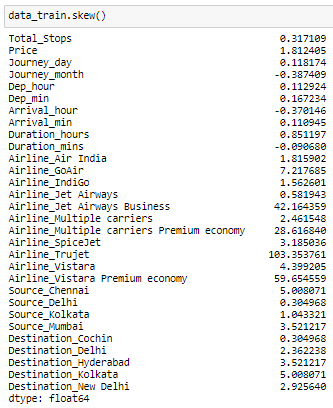 data_train.skew()
Total_Stops 0.317109
Price 1.812405
Journey_day 0.118174
Journey_month -0.387409
Dep_hour 0.112924
Dep_min 0.167234
Arrival_hour -0.370146
Arrival_min 0.110945
Duration_hours 0.851197
Duration_mins -0.090680
Airline_Air India 1.815902
Airline_GoAir 7.217685
Airline_IndiGo 1.562601
Airline_Jet Airways 0.581943
Airline_Jet Airways Business 42.164359
Airline_Multiple carriers 2.461548
Airline_Multiple carriers Premium economy 28.616840
Airline_SpiceJet 3.185036
Airline_Trujet 103.353761
Airline_Vistara 4.399205
Airline_Vistara Premium economy 59.654559
Source_Chennai 5.008071
Source_Delhi 0.304968
Source_Kolkata 1.043321
Source_Mumbai 3.521217
Destination_Cochin 0.304968
Destination_Delhi 2.362238
Destination_Hyderabad 3.521217
Destination_Kolkata 5.008071
Destination_New Delhi 2.925640
dtype: float64